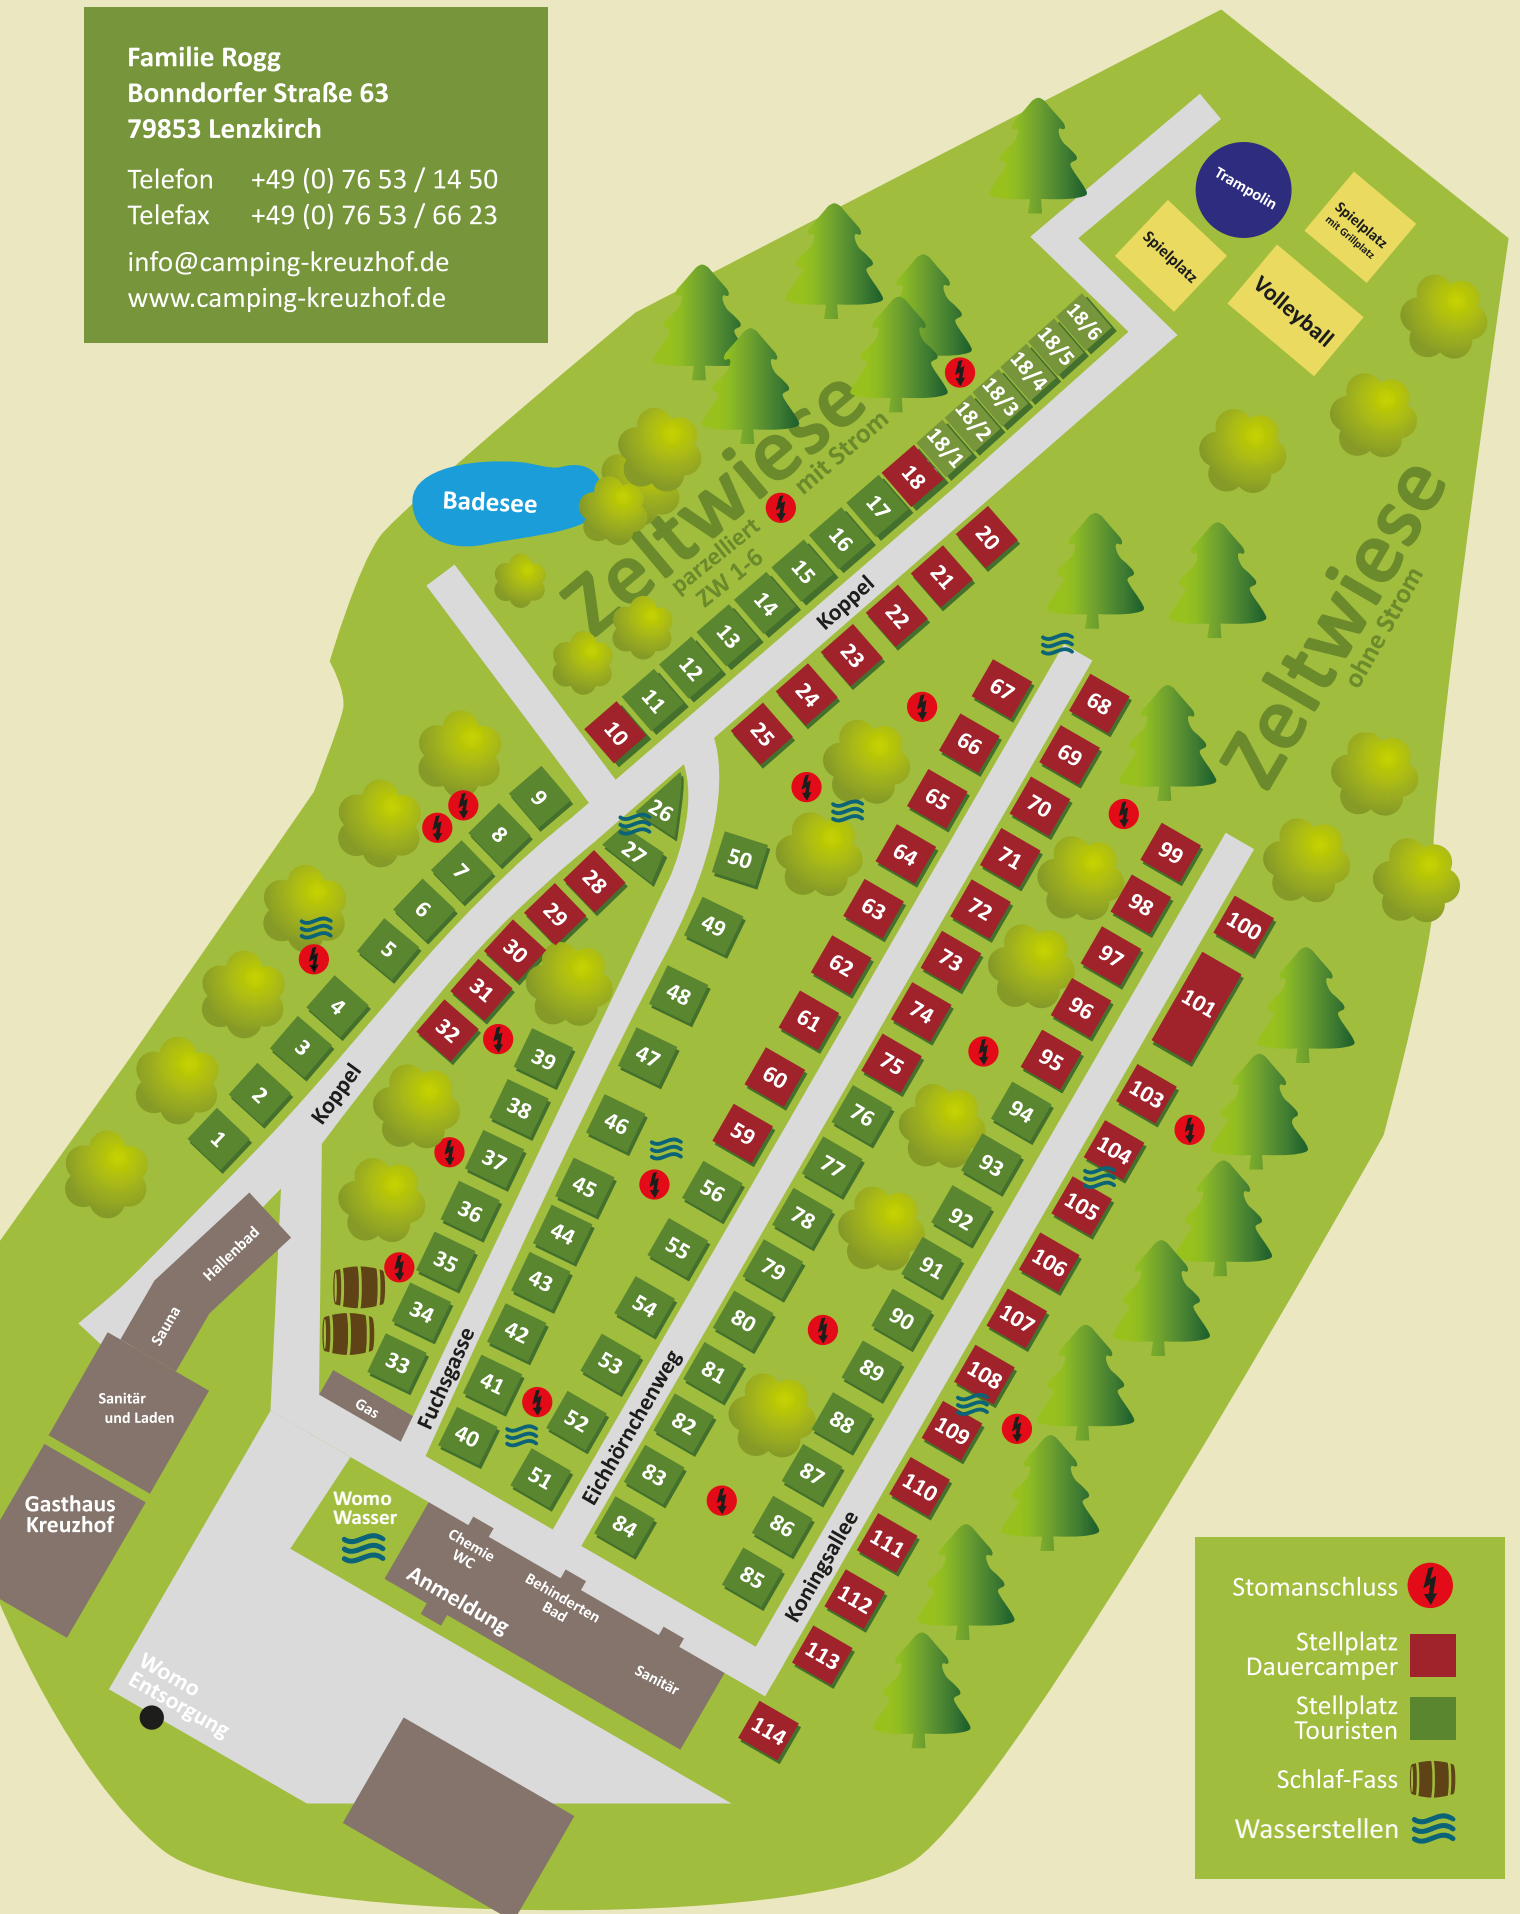 Familie Rogg
Bonndorfer Straße 63
79853 Lenzkirch
Telefon +49 (0) 76 53 / 14 50
Telefax +49 (0) 76 53 / 66 23
info@camping-kreuzhof.de
www.camping-kreuzhof.de
Trampolin
Spielplatz
mit Grillplatz
Spielplatz
Volleyball
Badesee
Zeltwiese
mit Strom
parzelliert
ZW 1-6
Zeltwiese
ohne Strom
18/6
18/5
18/4
18/3
18/2
18/1
18
17
16
15
14
13
12
11
10
Koppel
20
21
22
23
24
25
9
8
7
6
5
4
3
2
1
Koppel
26
27
28
29
30
31
32
39
38
37
36
35
34
33
Fuchsgasse
50
49
48
47
46
45
44
43
42
41
40
67
66
65
64
63
62
61
60
59
56
55
54
53
52
51
Eichhörnchenweg
68
69
70
71
72
73
74
75
76
77
78
79
80
81
82
83
84
99
98
97
96
95
94
93
92
91
90
89
88
87
86
85
Koningsallee
100
101
103
104
105
106
107
108
109
110
111
112
113
114
Hallenbad
Sauna
Sanitär
und Laden
Gasthaus
Kreuzhof
Gas
Womo
Wasser
Chemie
WC
Anmeldung
Behinderten
Bad
Sanitär
Womo
Entsorgung
Stomanschluss
Stellplatz
Dauercamper
Stellplatz
Touristen
Schlaf-Fass
Wasserstellen